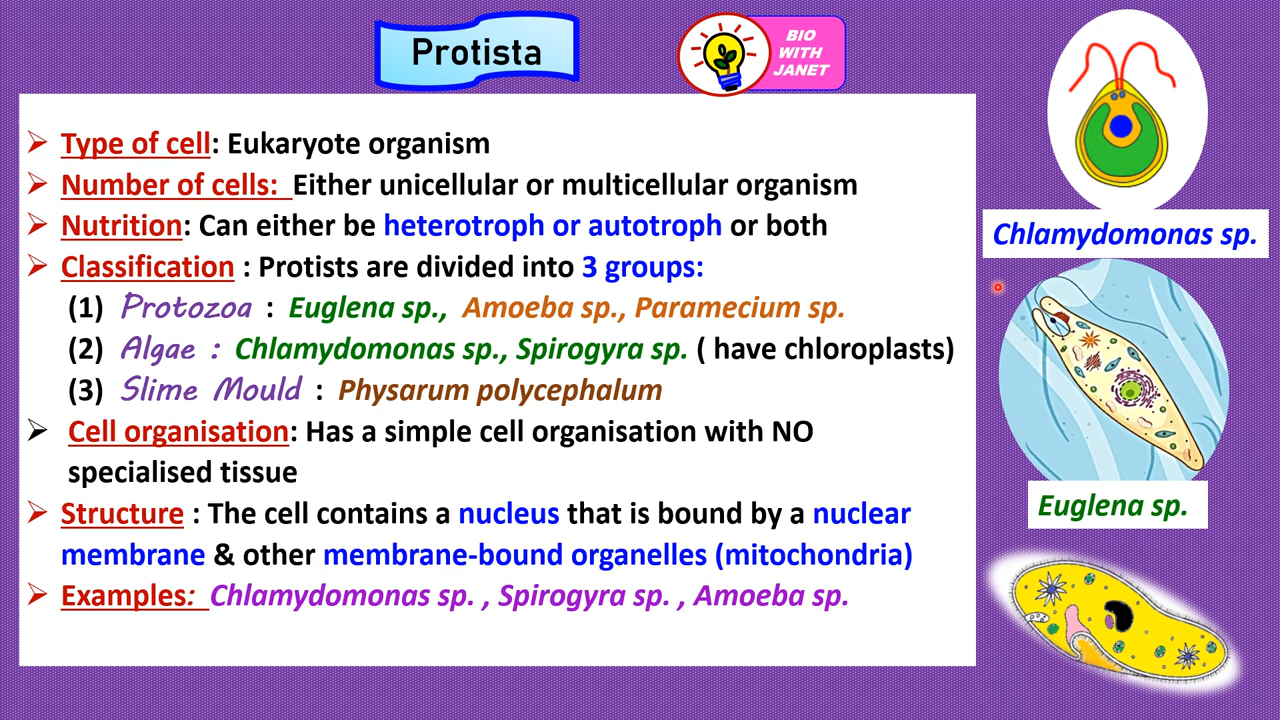 Protista
BIO
WITH
JANET
➢ Type of cell: Eukaryote organism
➢ Number of cells: Either unicellular or multicellular organism
➢ Nutrition: Can either be heterotroph or autotroph or both
➢ Classification : Protists are divided into 3 groups:
(1) Protozoa : Euglena sp., Amoeba sp., Paramecium sp.
(2) Algae : Chlamydomonas sp., Spirogyra sp. ( have chloroplasts)
(3) Slime Mould : Physarum polycephalum
➢ Cell organisation: Has a simple cell organisation with NO
specialised tissue
➢ Structure : The cell contains a nucleus that is bound by a nuclear
membrane & other membrane-bound organelles (mitochondria)
➢ Examples: Chlamydomonas sp. , Spirogyra sp. , Amoeba sp.
Chlamydomonas sp.
Euglena sp.